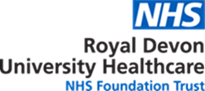 NHS
Royal Devon
University Healthcare
NHS Foundation Trust